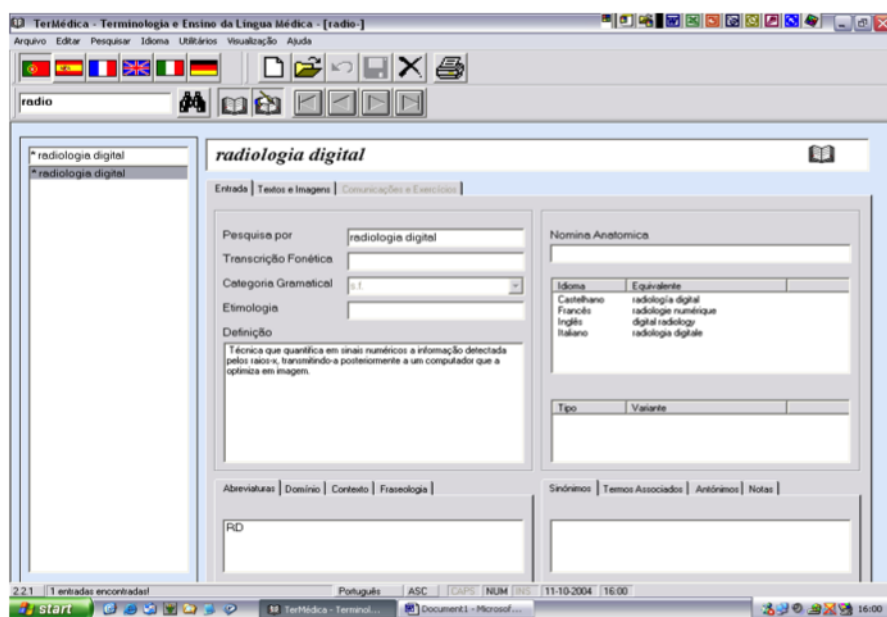 TerMédica - Terminologia e Ensino da Língua Médica - [radio-]
Arquivo Editar Pesquisar Idioma Utilitários Visualização Ajuda
radio
* radiologia digital
* radiologia digital
radiologia digital
Entrada Textos e Imagens Comunicações e Exercícios
Pesquisa por radiologia digital
Transcrição Fonética
Categoria Gramatical s.f.
Etimologia
Definição
Técnica que quantifica em sinais numéricos a informação detectada
pelos raios-x, transmitindo-a posteriormente a um computador que a
optimiza em imagem.
Nomina Anatomica
Idioma Equivalente
Castelhano radiología digital
Francês radiologie numérique
Inglês digital radiology
Italiano radiologia digitale
Tipo Variante
Abreviaturas Domínio Contexto Fraseologia
RD
Sinónimos Termos Associados Antónimos Notas
2.2.1 1 entradas encontradas! Português ASC CAPS NUM INS 11-10-2004 16:00
start TerMédica - Terminol... Document1 - Microsof... 16:00